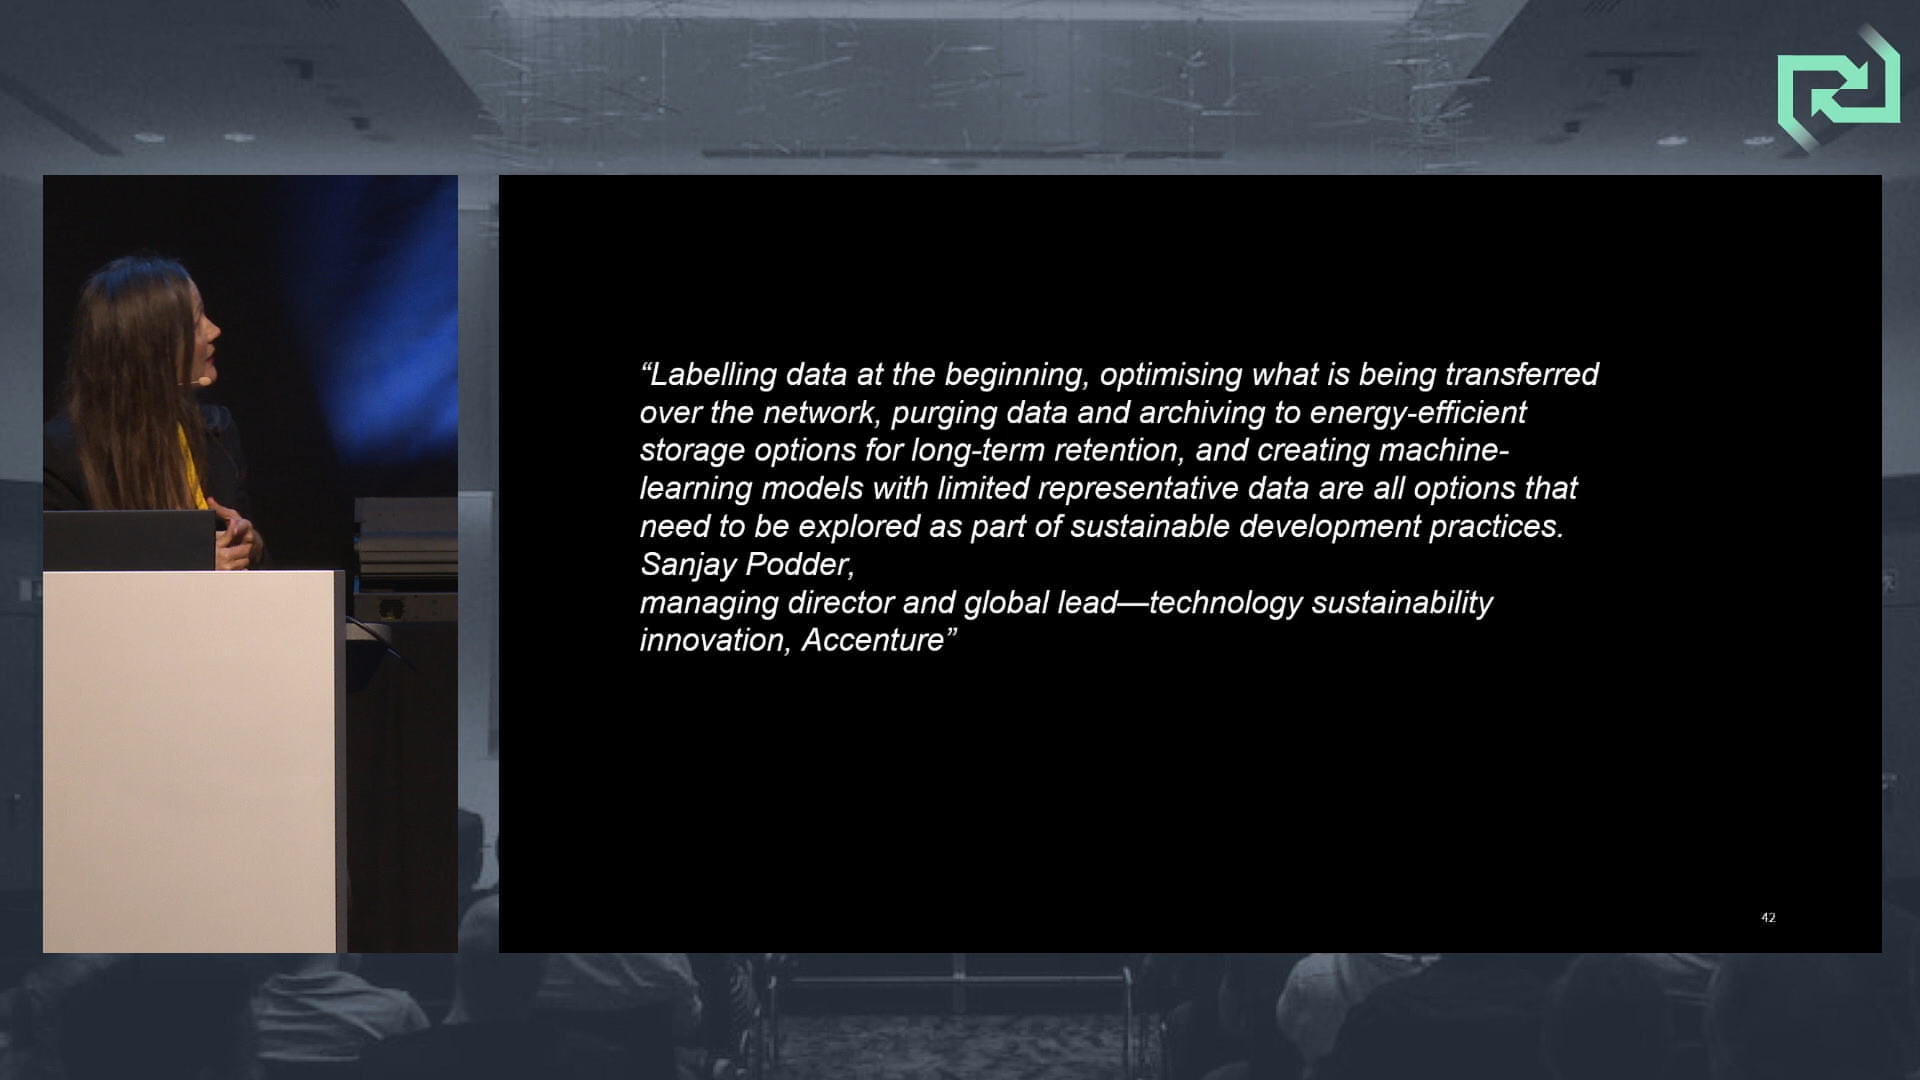 “Labelling data at the beginning, optimising what is being transferred
over the network, purging data and archiving to energy-efficient
storage options for long-term retention, and creating machine-
learning models with limited representative data are all options that
need to be explored as part of sustainable development practices.
Sanjay Podder,
managing director and global lead—technology sustainability
innovation, Accenture”
42